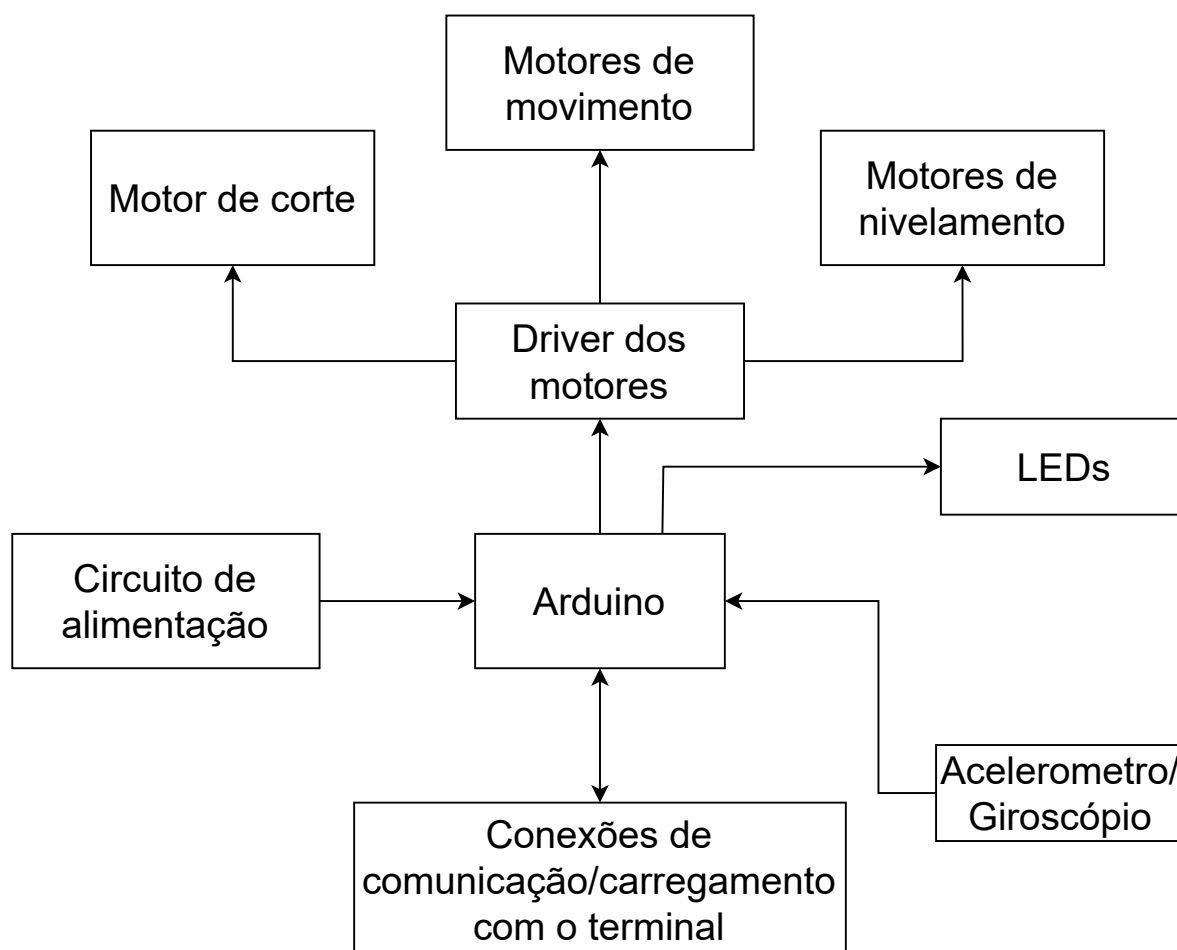 Motores de
movimento
Motor de corte
Motores de
nivelamento
Driver dos
motores
LEDs
Circuito de
alimentação
Arduino
Acelerometro/
Giroscópio
Conexões de
comunicação/carregamento
com o terminal